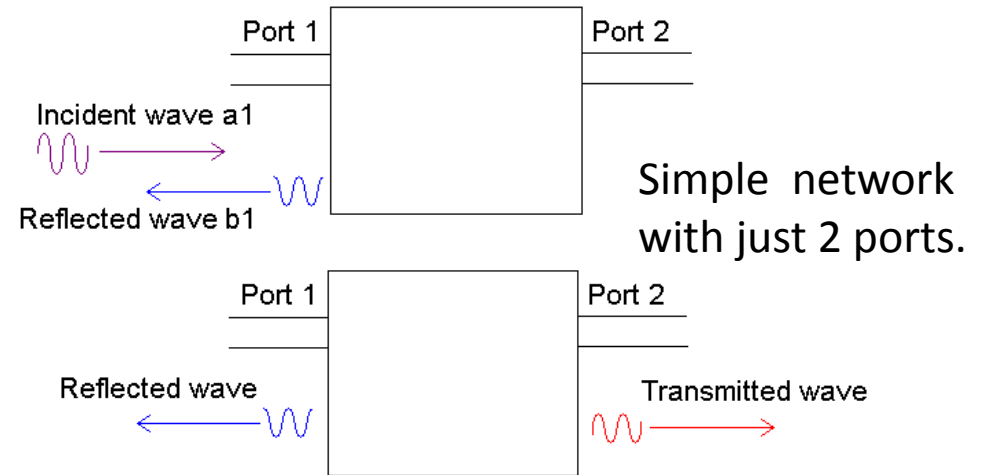 Port 1
Port 2
Incident wave a1
Reflected wave b1
Simple network
with just 2 ports.
Port 1
Port 2
Reflected wave
Transmitted wave